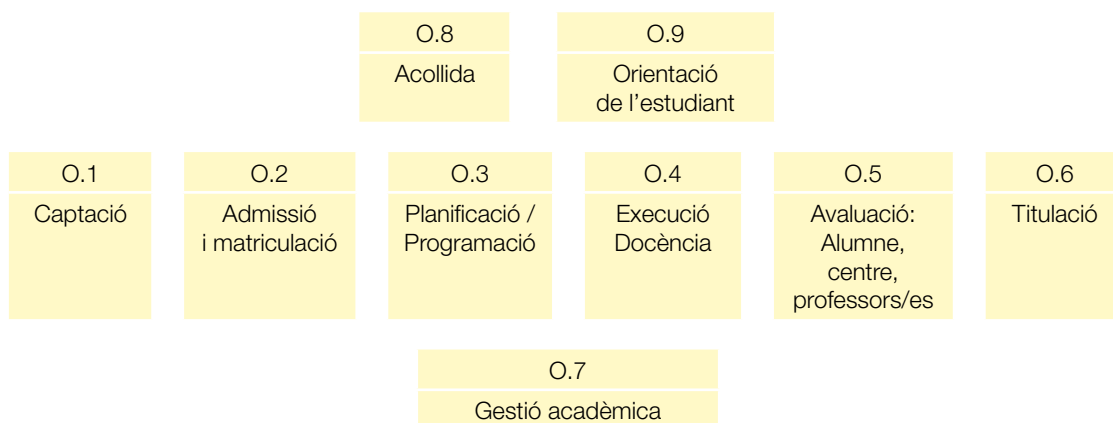 O.8
Acollida
O.9
Orientació
de l'estudiant
O.1
Captació
O.2
Admissió
i matriculació
O.3
Planificació /
Programació
O.4
Execució
Docència
O.5
Avaluació:
Alumne,
centre,
professors/es
O.6
Titulació
O.7
Gestió acadèmica